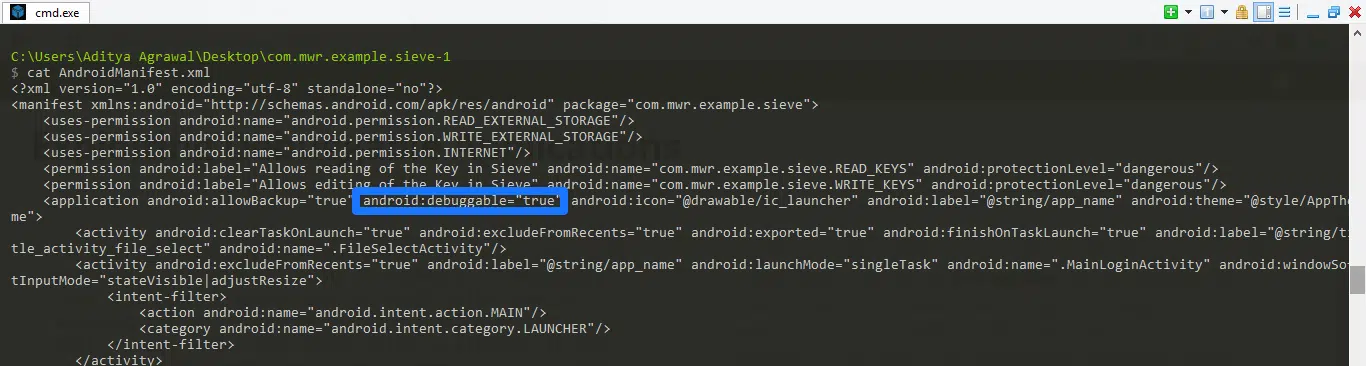 cmd.exe
C:\Users\Aditya Agrawal\Desktop\com.mwr.example.sieve-1
$ cat AndroidManifest.xml
<?xml version="1.0" encoding="utf-8" standalone="no"?>
<manifest xmlns:android="http://schemas.android.com/apk/res/android" package="com.mwr.example.sieve">
    <uses-permission android:name="android.permission.READ_EXTERNAL_STORAGE"/>
    <uses-permission android:name="android.permission.WRITE_EXTERNAL_STORAGE"/>
    <uses-permission android:name="android.permission.INTERNET"/>
    <permission android:label="Allows reading of the Key in Sieve" android:name="com.mwr.example.sieve.READ_KEYS" android:protectionLevel="dangerous"/>
    <permission android:label="Allows editing of the Key in Sieve" android:name="com.mwr.example.sieve.WRITE_KEYS" android:protectionLevel="dangerous"/>
    <application android:allowBackup="true" android:debuggable="true" android:icon="@drawable/ic_launcher" android:label="@string/app_name" android:theme="@style/AppThe
me">
        <activity android:clearTaskOnLaunch="true" android:excludeFromRecents="true" android:exported="true" android:finishOnTaskLaunch="true" android:label="@string/ti
tle_activity_file_select" android:name=".FileSelectActivity"/>
        <activity android:excludeFromRecents="true" android:label="@string/app_name" android:launchMode="singleTask" android:name=".MainLoginActivity" android:windowSof
tInputMode="stateVisible|adjustResize">
            <intent-filter>
                <action android:name="android.intent.action.MAIN"/>
                <category android:name="android.intent.category.LAUNCHER"/>
            </intent-filter>
        </activity>